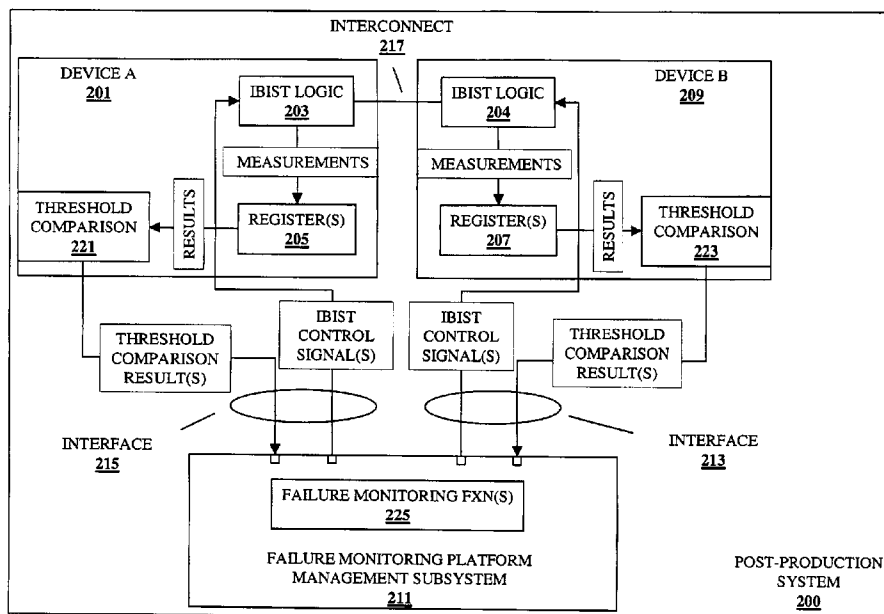 INTERCONNECT
217
DEVICE A
201
IBIST LOGIC
203
IBIST LOGIC
204
DEVICE B
209
MEASUREMENTS
MEASUREMENTS
THRESHOLD
COMPARISON
221
RESULTS
REGISTER(S)
205
REGISTER(S)
207
RESULTS
THRESHOLD
COMPARISON
223
THRESHOLD
COMPARISON
RESULT(S)
IBIST
CONTROL
SIGNAL(S)
IBIST
CONTROL
SIGNAL(S)
THRESHOLD
COMPARISON
RESULT(S)
INTERFACE
215
INTERFACE
213
FAILURE MONITORING FXN(S)
225
FAILURE MONITORING PLATFORM
MANAGEMENT SUBSYSTEM
211
POST-PRODUCTION
SYSTEM
200